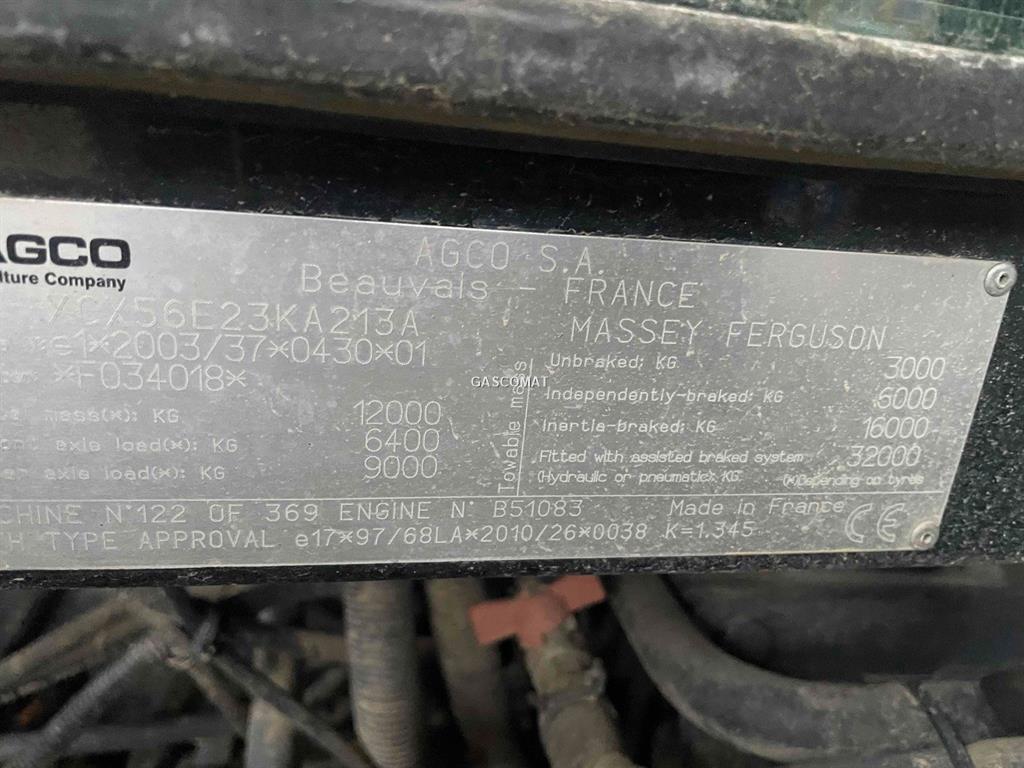 AGCO
lture Company
AGCO S.A.
Beauvais - FRANCE
56E23KA213A
MASSEY FERGUSON
e1*2003/37*0430*01
*F034018*
mass(*): KG 12000
axle load(*): KG 6400
axle load(*): KG 9000
Towable mass
Unbraked: KG 3000
Independently-braked: KG 6000
Inertia-braked: KG 16000
Fitted with assisted braked system 32000
(Hydraulic or pneumatic): KG (*)Depending on tyres
CHINE N°122 OF 369 ENGINE N° B51083 Made in France CE
TYPE APPROVAL e17*97/68LA*2010/26*0038 K=1.345
GASCOMAT